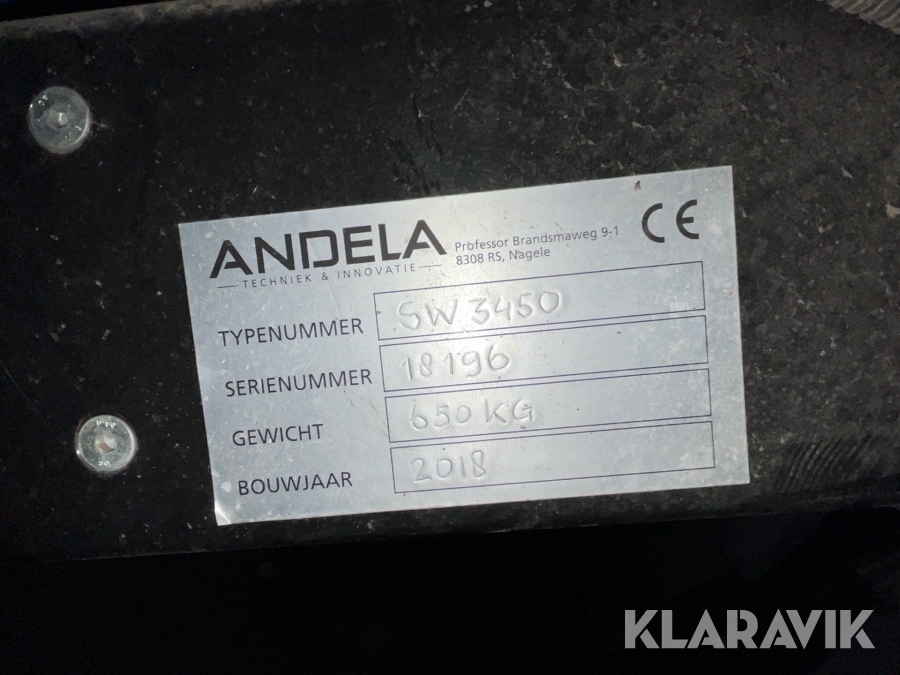 ANDELA
TECHNIEK & INNOVATIE
Professor Brandsmaweg 9-1
8308 RS, Nagele
CE
TYPENUMMER SW 3450
SERIENUMMER 18196
GEWICHT 650 KG
BOUWJAAR 2018
KLARAVIK